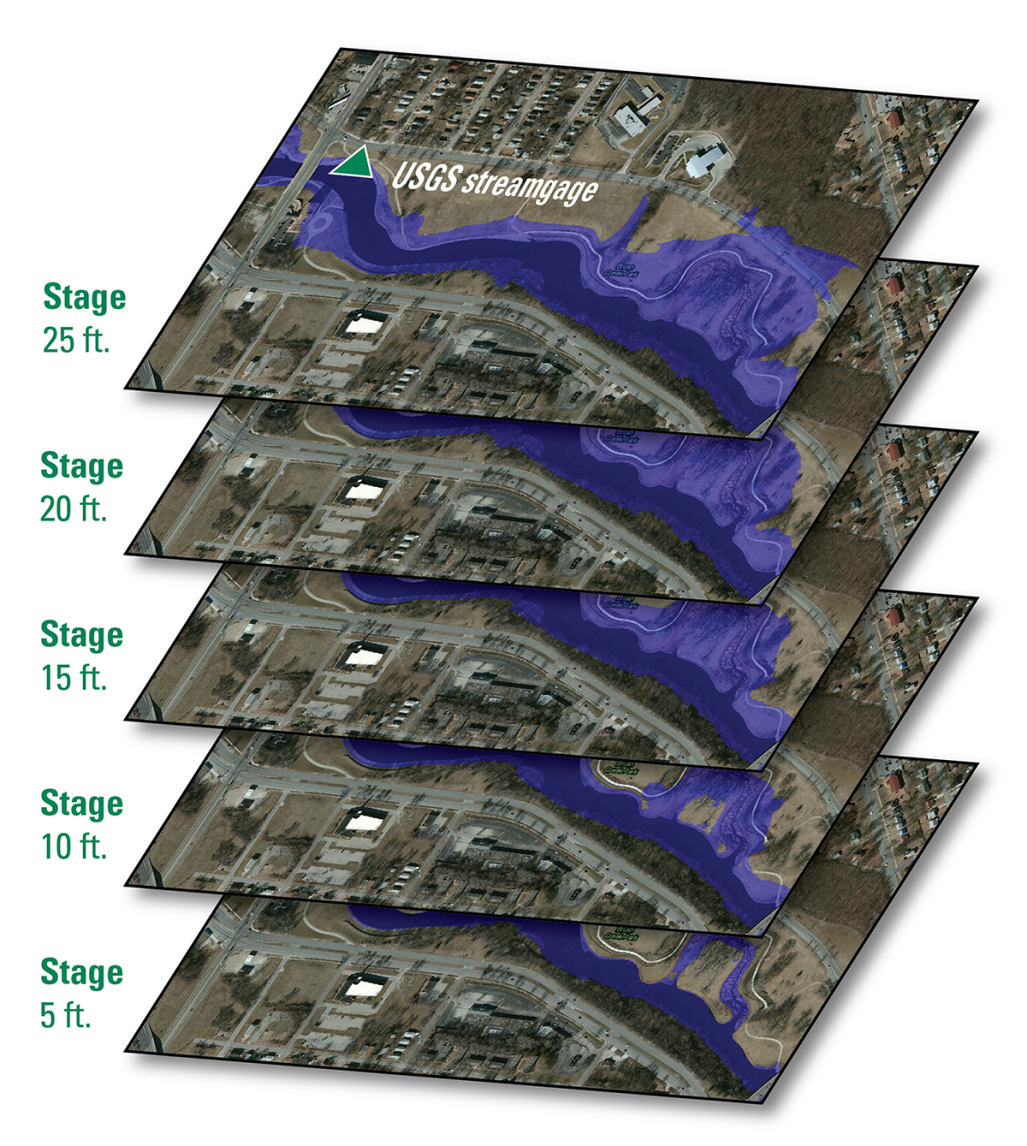 USGS streamgage
Stage
25 ft.
Stage
20 ft.
Stage
15 ft.
Stage
10 ft.
Stage
5 ft.